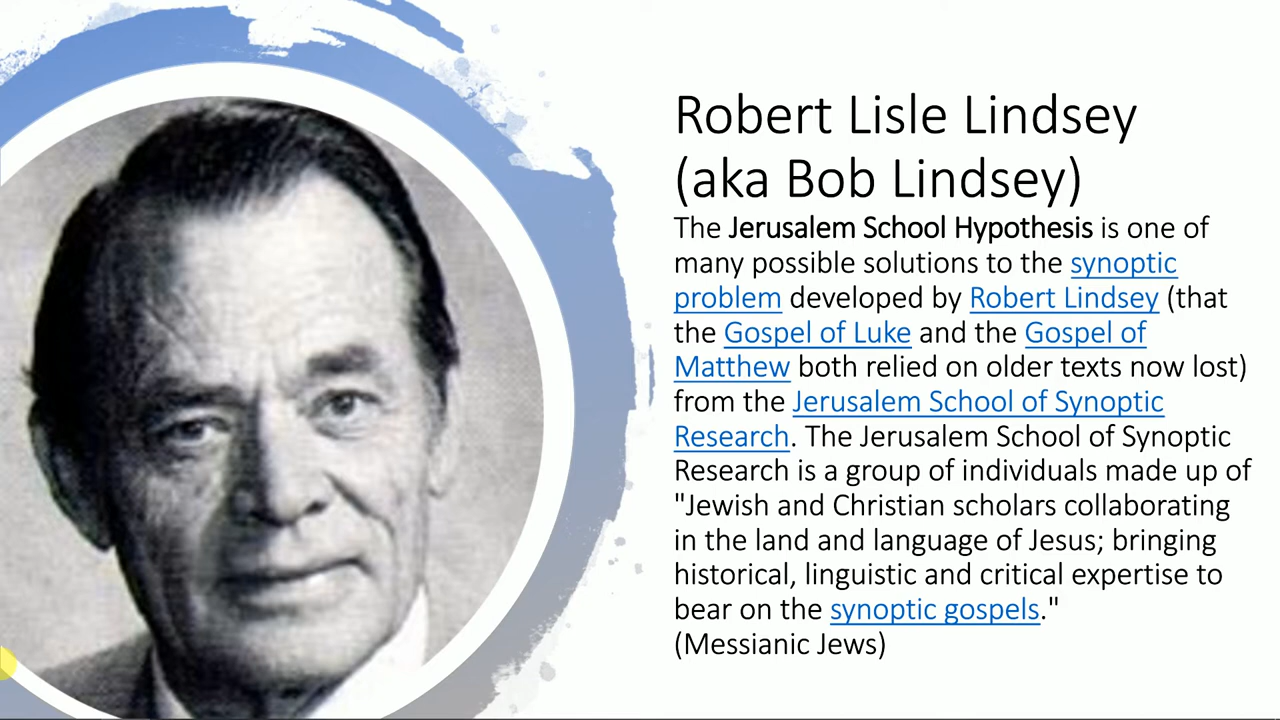 Robert Lisle Lindsey
(aka Bob Lindsey)
The Jerusalem School Hypothesis is one of
many possible solutions to the synoptic
problem developed by Robert Lindsey (that
the Gospel of Luke and the Gospel of
Matthew both relied on older texts now lost)
from the Jerusalem School of Synoptic
Research. The Jerusalem School of Synoptic
Research is a group of individuals made up of
"Jewish and Christian scholars collaborating
in the land and language of Jesus; bringing
historical, linguistic and critical expertise to
bear on the synoptic gospels."
(Messianic Jews)